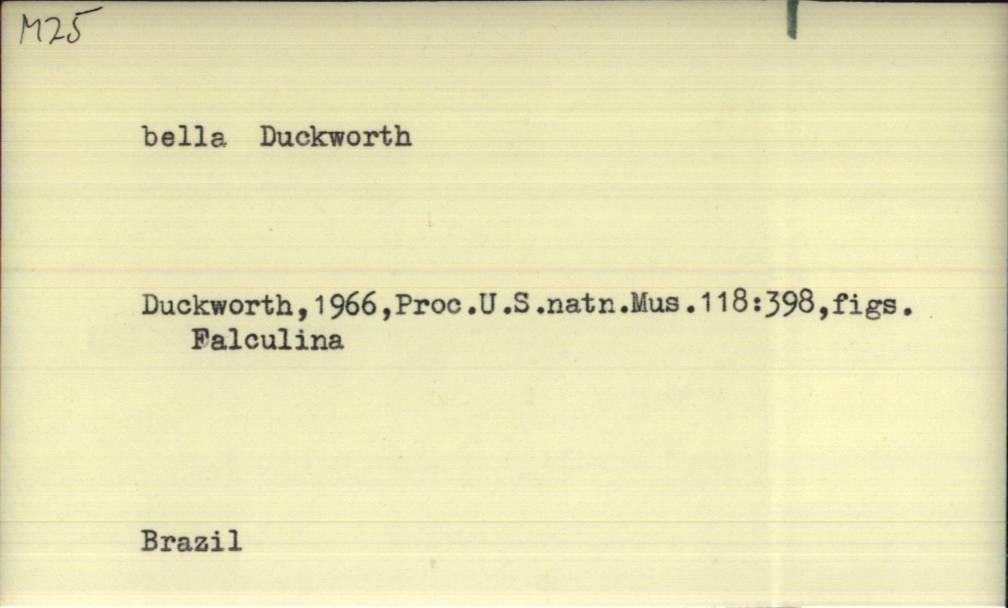 M25
bella Duckworth
Duckworth,1966,Proc.U.S.natn.Mus.118:398,figs.
Falculina
Brazil